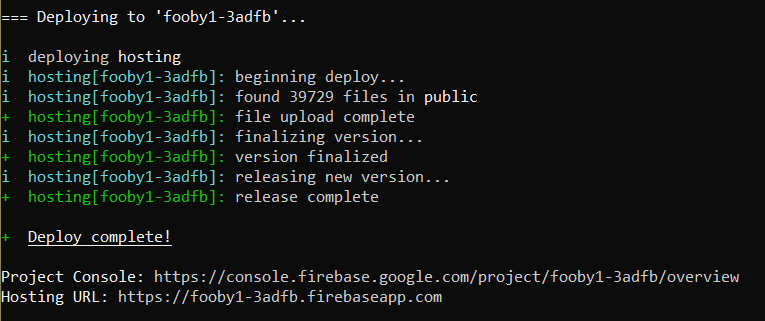 === Deploying to 'fooby1-3adfb'...
i  deploying hosting
i  hosting[fooby1-3adfb]: beginning deploy...
i  hosting[fooby1-3adfb]: found 39729 files in public
+  hosting[fooby1-3adfb]: file upload complete
i  hosting[fooby1-3adfb]: finalizing version...
+  hosting[fooby1-3adfb]: version finalized
i  hosting[fooby1-3adfb]: releasing new version...
+  hosting[fooby1-3adfb]: release complete
+  Deploy complete!
Project Console: https://console.firebase.google.com/project/fooby1-3adfb/overview
Hosting URL: https://fooby1-3adfb.firebaseapp.com